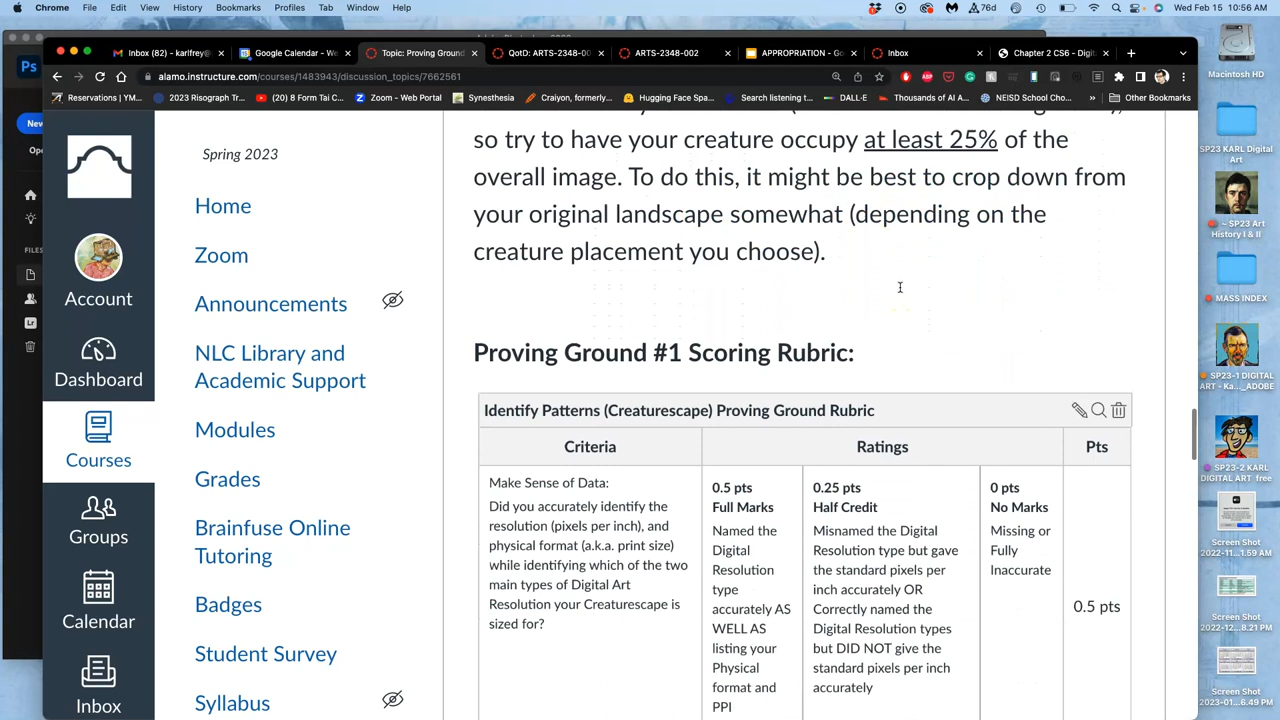 Chrome File Edit View History Bookmarks Profiles Tab Window Help 76d Wed Feb 15 10:56 AM
Inbox (82) - karlfrey@ Google Calendar - We Topic: Proving Ground QotD: ARTS-2348-00 ARTS-2348-002 APPROPRIATION - Go Inbox Chapter 2 CS6 - Digit
alamo.instructure.com/courses/1483943/discussion_topics/7662561
Reservations | YM... 2023 Risograph Tr... (20) 8 Form Tai C... Zoom - Web Portal Synesthesia Craiyon, formerly... Hugging Face Spa... Search listening t... DALL·E Thousands of AI A... NEISD School Cho... » Other Bookmarks
Ps
New
Ope
FILES
Lr
Account
Dashboard
Courses
Groups
Calendar
Inbox
Spring 2023
Home
Zoom
Announcements
NLC Library and
Academic Support
Modules
Grades
Brainfuse Online
Tutoring
Badges
Student Survey
Syllabus
so try to have your creature occupy at least 25% of the
overall image. To do this, it might be best to crop down from
your original landscape somewhat (depending on the
creature placement you choose).
Proving Ground #1 Scoring Rubric:
Identify Patterns (Creaturescape) Proving Ground Rubric
Criteria Ratings Pts
Make Sense of Data:
Did you accurately identify the
resolution (pixels per inch), and
physical format (a.k.a. print size)
while identifying which of the two
main types of Digital Art
Resolution your Creaturescape is
sized for?
0.5 pts
Full Marks
Named the
Digital
Resolution
type
accurately AS
WELL AS
listing your
Physical
format and
PPI
0.25 pts
Half Credit
Misnamed the Digital
Resolution type but gave
the standard pixels per
inch accurately OR
Correctly named the
Digital Resolution types
but DID NOT give the
standard pixels per inch
accurately
0 pts
No Marks
Missing or
Fully
Inaccurate
0.5 pts
Macintosh HD
SP23 KARL Digital
Art
~ SP23 Art
History I & II
MASS INDEX
SP23-1 DIGITAL
ART - Ka..._ADOBE
SP23-2 KARL
DIGITAL ART free
Screen Shot
2022-11...1.59 AM
Screen Shot
2022-12...8.21 PM
Screen Shot
2023-01...6.49 PM